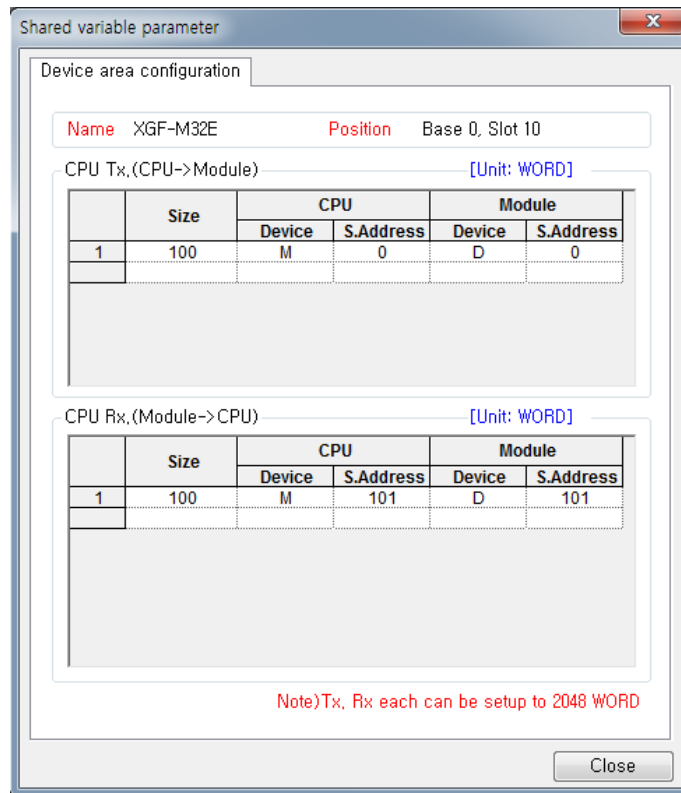 Shared variable parameter
Device area configuration
Name XGF-M32E Position Base 0, Slot 10
CPU Tx,(CPU->Module) [Unit: WORD]
Size CPU Module
Device S.Address Device S.Address
1 100 M 0 D 0
CPU Rx,(Module->CPU) [Unit: WORD]
Size CPU Module
Device S.Address Device S.Address
1 100 M 101 D 101
Note)Tx, Rx each can be setup to 2048 WORD
Close